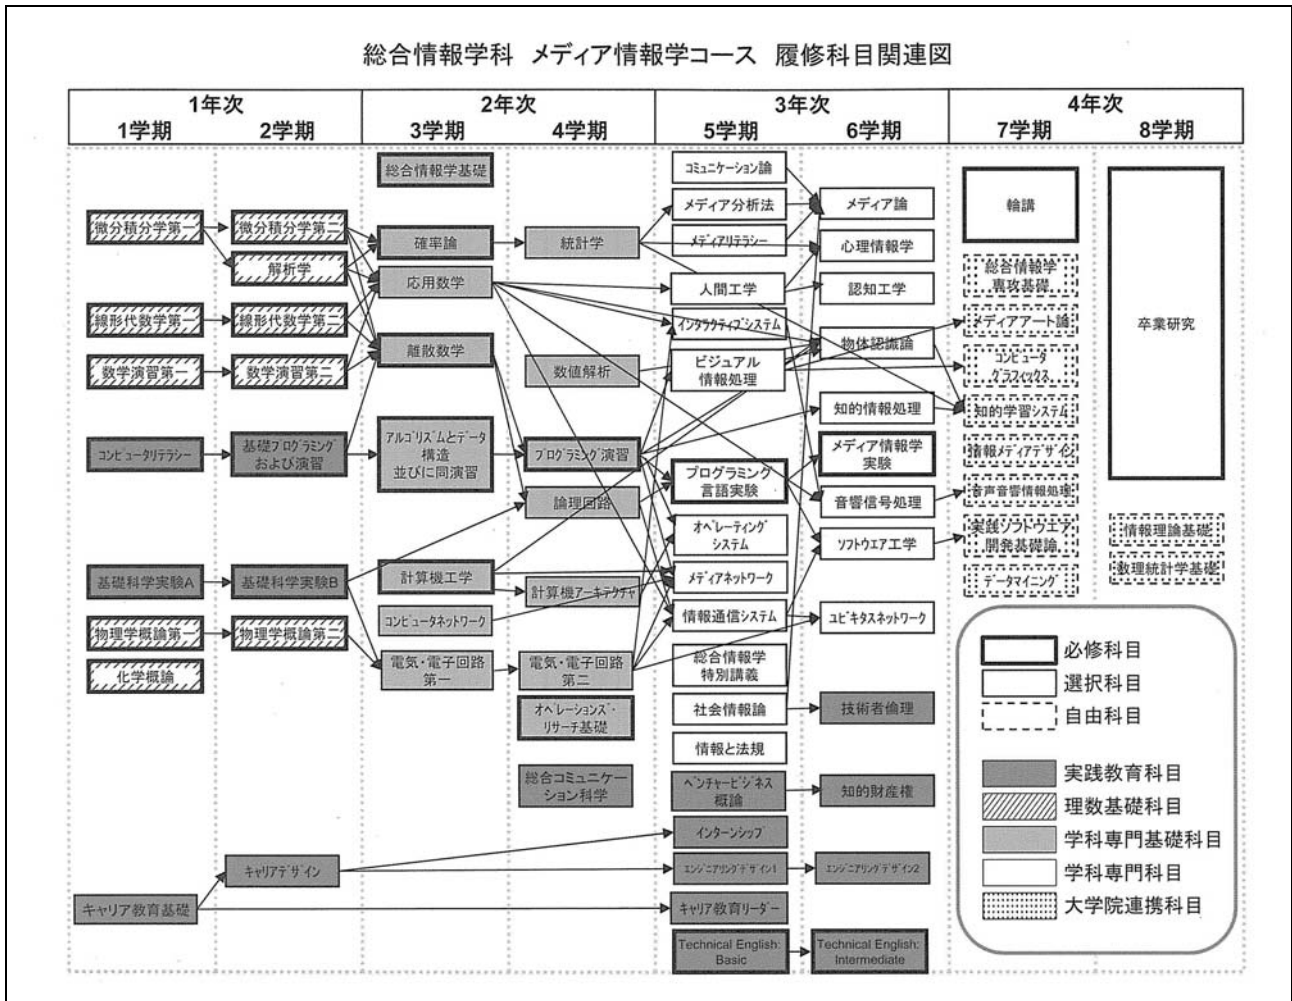 総合情報学科 メディア情報学コース 履修科目関連図
1年次
2年次
3年次
4年次
1学期
2学期
3学期
4学期
5学期
6学期
7学期
8学期
微分積分学第一
線形代数学第一
数学演習第一
コンピュータリテラシー
基礎科学実験A
物理学概論第一
化学概論
キャリア教育基礎
微分積分学第二
解析学
線形代数学第二
数学演習第二
基礎プログラミング
および演習
基礎科学実験B
物理学概論第二
キャリアデザイン
総合情報学基礎
確率論
応用数学
離散数学
アルゴリズムとデータ
構造
並びに同演習
計算機工学
コンピュータネットワーク
電気・電子回路
第一
統計学
数値解析
プログラミング演習
論理回路
計算機アーキテクチャ
電気・電子回路
第二
オペレーションズ・
リサーチ基礎
総合コミュニケー
ション科学
コミュニケーション論
メディア分析法
メディアリテラシー
人間工学
インタラクティブシステム
ビジュアル
情報処理
プログラミング
言語実験
オペレーティング
システム
メディアネットワーク
情報通信システム
総合情報学
特別講義
社会情報論
情報と法規
ベンチャービジネス
概論
インターンシップ
エンジニアリングデザイン1
キャリア教育リーダー
Technical English:
Basic
メディア論
心理情報学
認知工学
物体認識論
知的情報処理
メディア情報学
実験
音響信号処理
ソフトウエア工学
ユビキタスネットワーク
技術者倫理
知的財産権
エンジニアリングデザイン2
Technical English:
Intermediate
輪講
総合情報学
専攻基礎
メディアアート論
コンピュータ
グラフィックス
知的学習システム
情報メディアデザイン
音声音響情報処理
実践ソフトウエア
開発基礎論
データマイニング
卒業研究
情報理論基礎
数理統計学基礎
必修科目
選択科目
自由科目
実践教育科目
理数基礎科目
学科専門基礎科目
学科専門科目
大学院連携科目